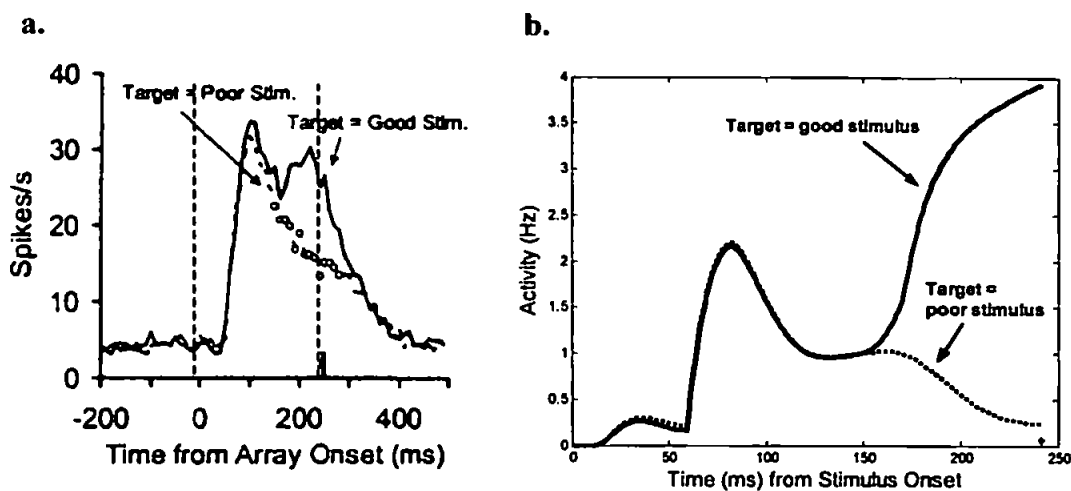 a.
40
30
20
10
0
Spikes/s
Target = Poor Stim.
Target = Good Stim.
-200
0
200
400
Time from Array Onset (ms)
b.
4
3.5
3
2.5
2
1.5
1
0.5
0
Activity (Hz)
Target = good stimulus
Target =
poor stimulus
0
50
100
150
200
250
Time (ms) from Stimulus Onset